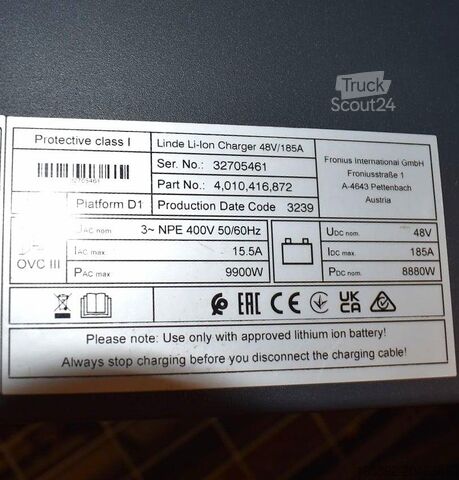 Truck
Scout24
Protective class I
Linde Li-Ion Charger 48V/185A
Fronius International GmbH
Froniusstraße 1
A-4643 Pettenbach
Austria
32705461
Ser. No.: 32705461
Part No.: 4,010,416,872
Platform D1
Production Date Code 3239
UAC nom. 3~ NPE 400V 50/60Hz
IAC max. 15.5A
PAC max. 9900W
OVC III
UDC nom. 48V
IDC max. 185A
PDC nom. 8880W
EAC CE UK
CA
Please note: Use only with approved lithium ion battery!
Always stop charging before you disconnect the charging cable!